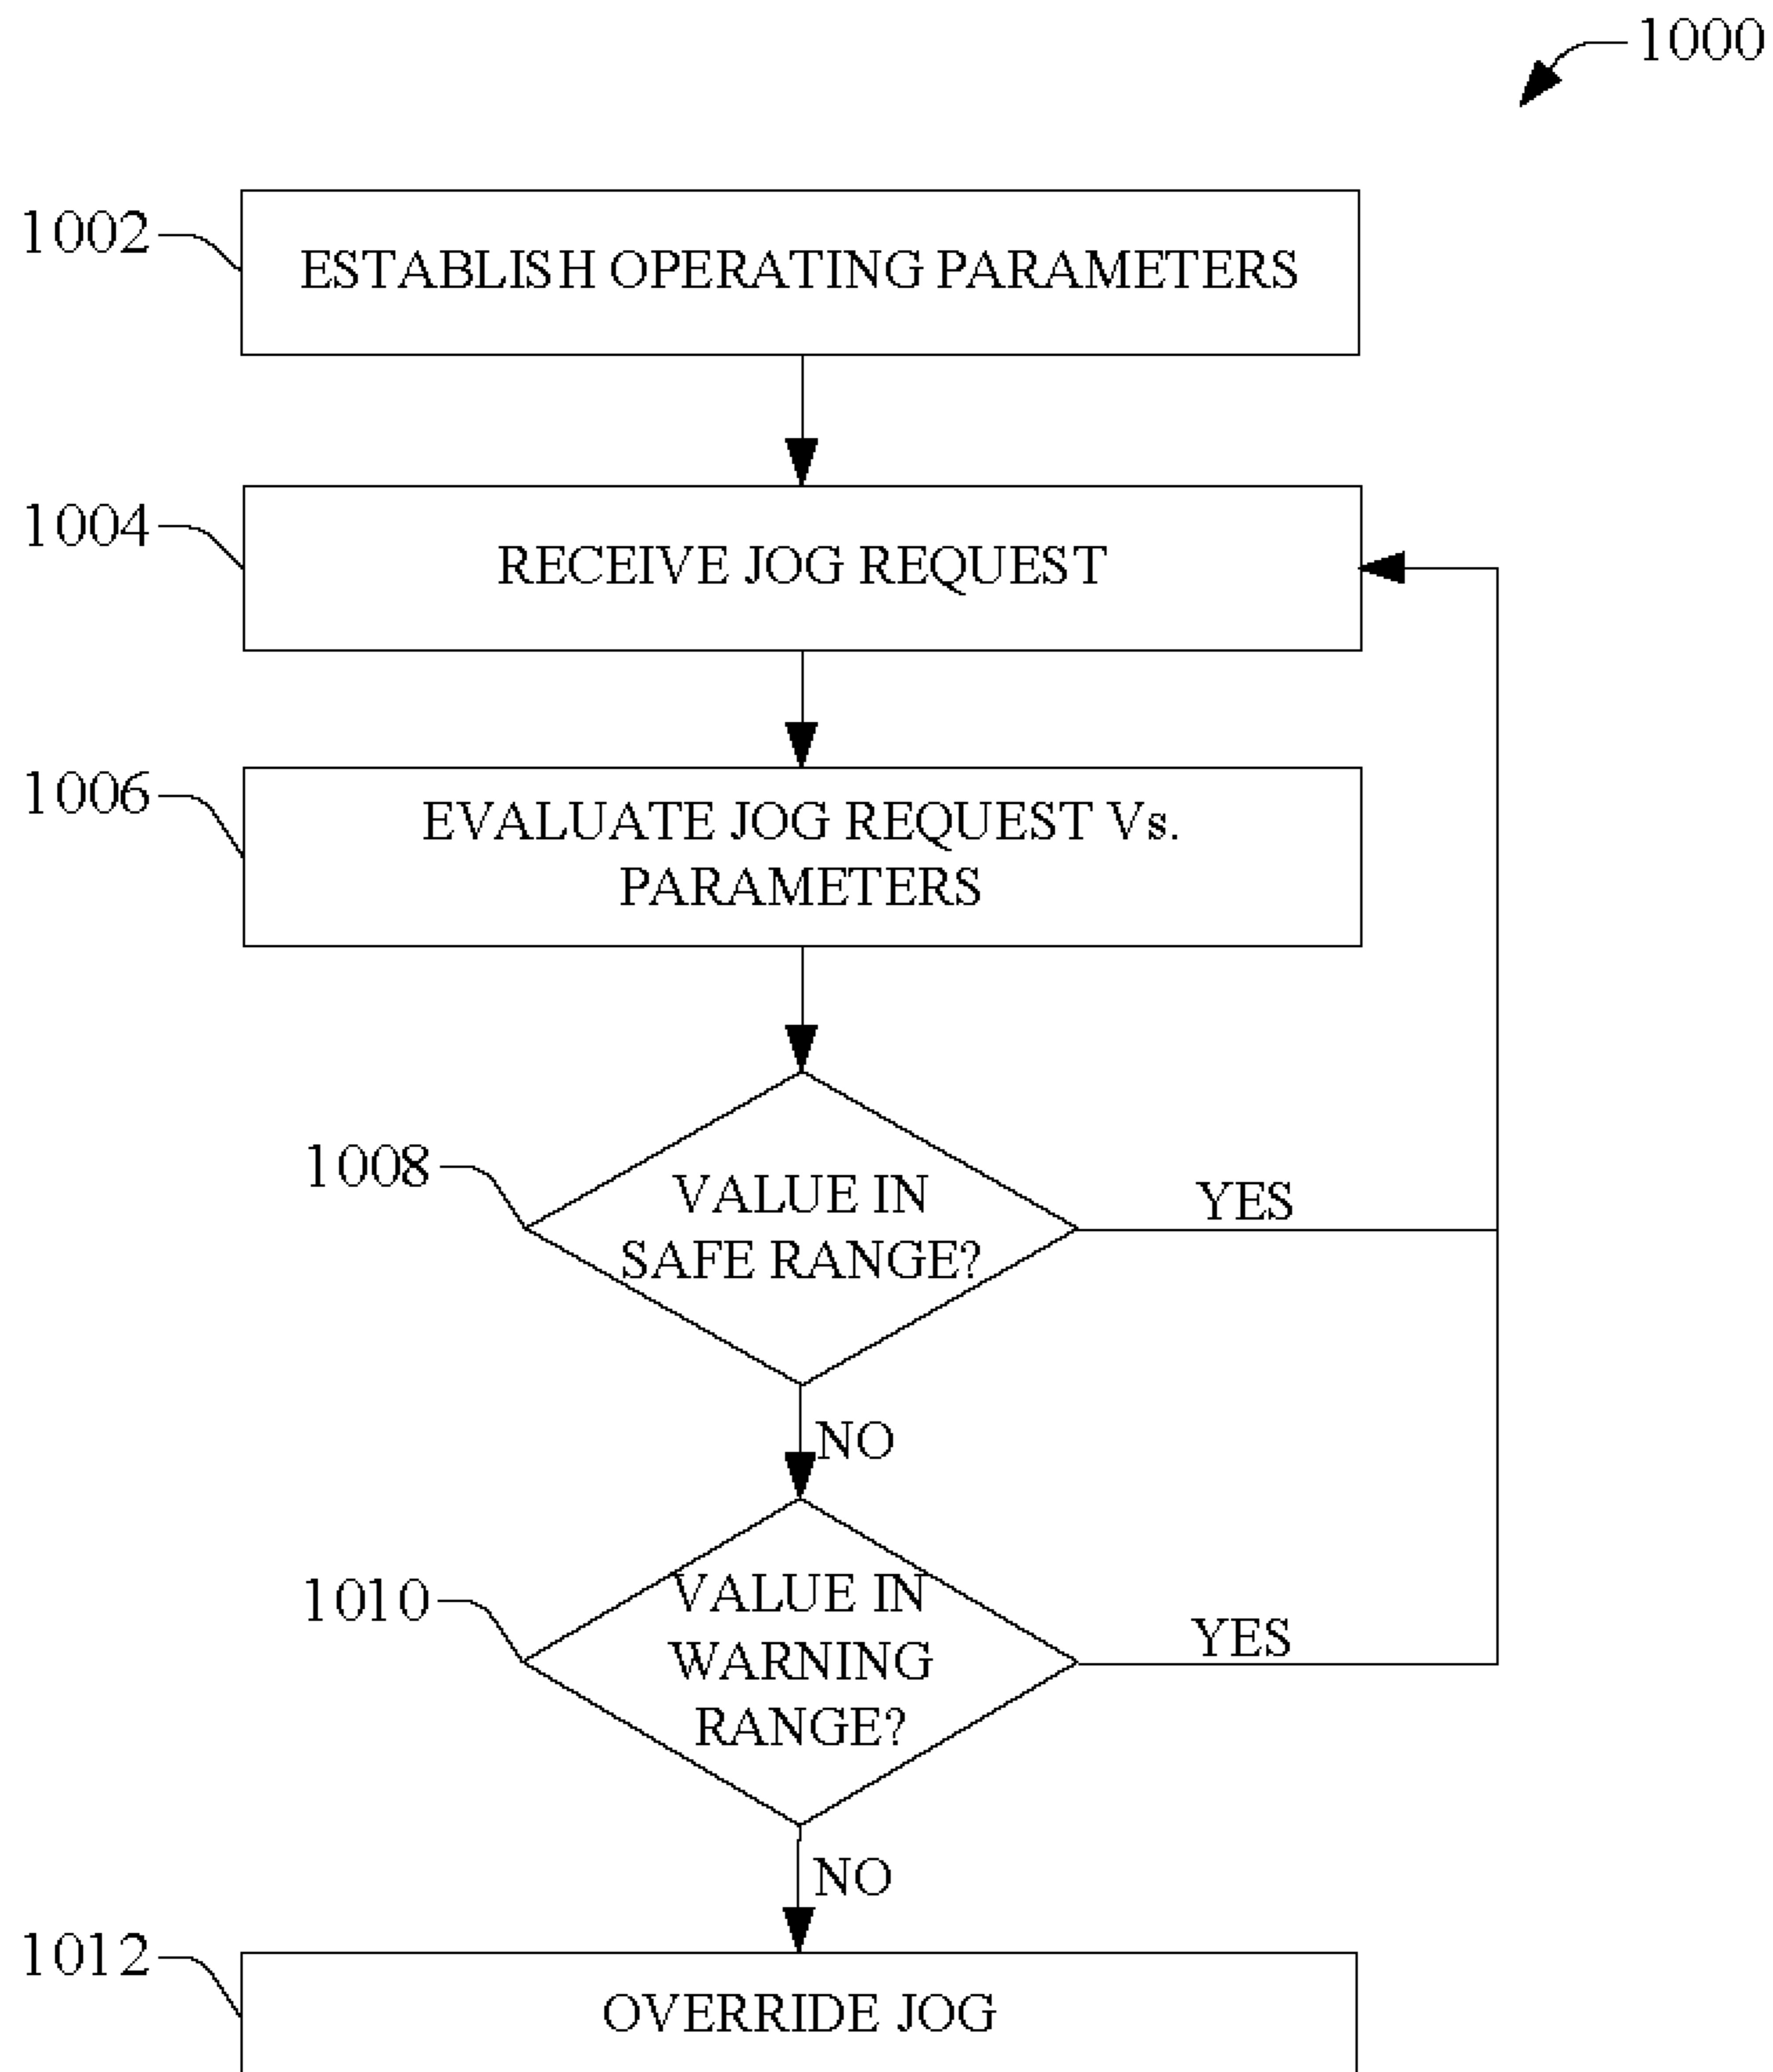 1000
1002
ESTABLISH OPERATING PARAMETERS
1004
RECEIVE JOG REQUEST
1006
EVALUATE JOG REQUEST Vs.
PARAMETERS
1008
VALUE IN
SAFE RANGE?
YES
NO
1010
VALUE IN
WARNING
RANGE?
YES
NO
1012
OVERRIDE JOG